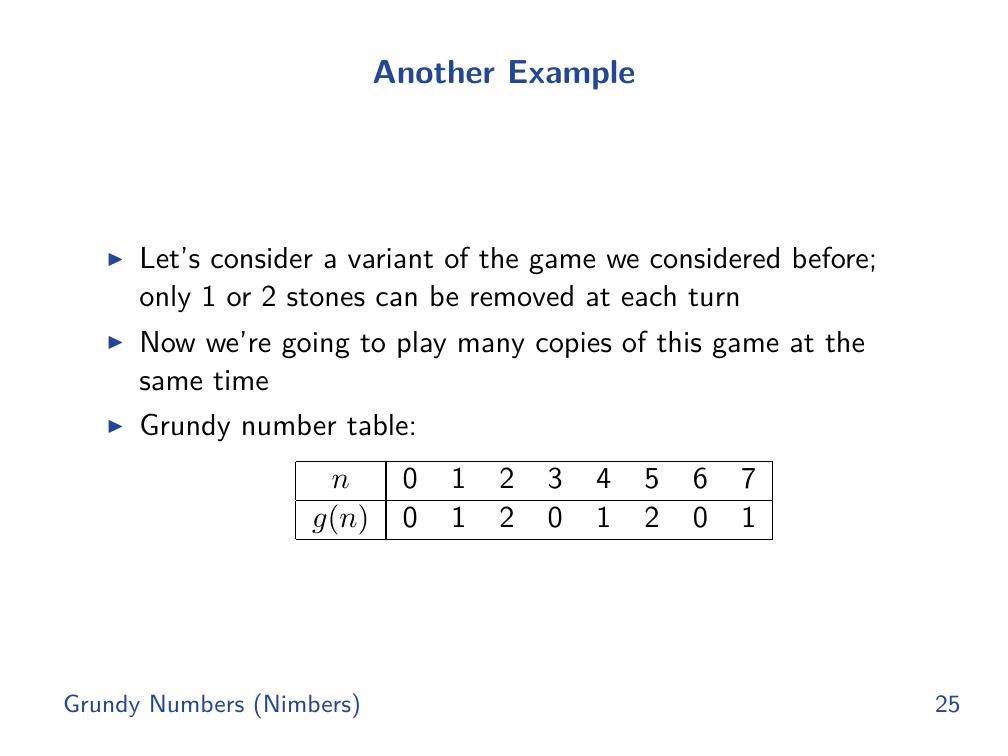 Another Example
▶ Let's consider a variant of the game we considered before;
only 1 or 2 stones can be removed at each turn
▶ Now we're going to play many copies of this game at the
same time
▶ Grundy number table:
n 0 1 2 3 4 5 6 7
g(n) 0 1 2 0 1 2 0 1
Grundy Numbers (Nimbers) 25